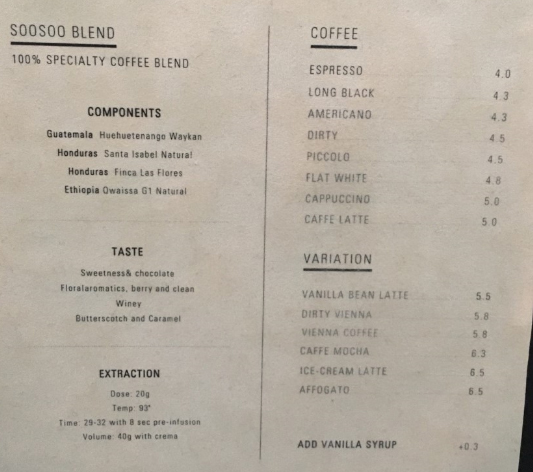 SOOSOO BLEND
100% SPECIALTY COFFEE BLEND
COMPONENTS
Guatemala Huehuetenango Waykan
Honduras Santa Isabel Natural
Honduras Finca Las Flores
Ethiopia Owaissa G1 Natural
TASTE
Sweetness& chocolate
Floralaromatics, berry and clean
Winey
Butterscotch and Caramel
EXTRACTION
Dose: 20g
Temp: 93°
Time: 29-32 with 8 sec pre-infusion
Volume: 40g with crema
COFFEE
ESPRESSO 4.0
LONG BLACK 4.3
AMERICANO 4.3
DIRTY 4.5
PICCOLO 4.5
FLAT WHITE 4.8
CAPPUCCINO 5.0
CAFFE LATTE 5.0
VARIATION
VANILLA BEAN LATTE 5.5
DIRTY VIENNA 5.8
VIENNA COFFEE 5.8
CAFFE MOCHA 6.3
ICE-CREAM LATTE 6.5
AFFOGATO 6.5
ADD VANILLA SYRUP +0.3